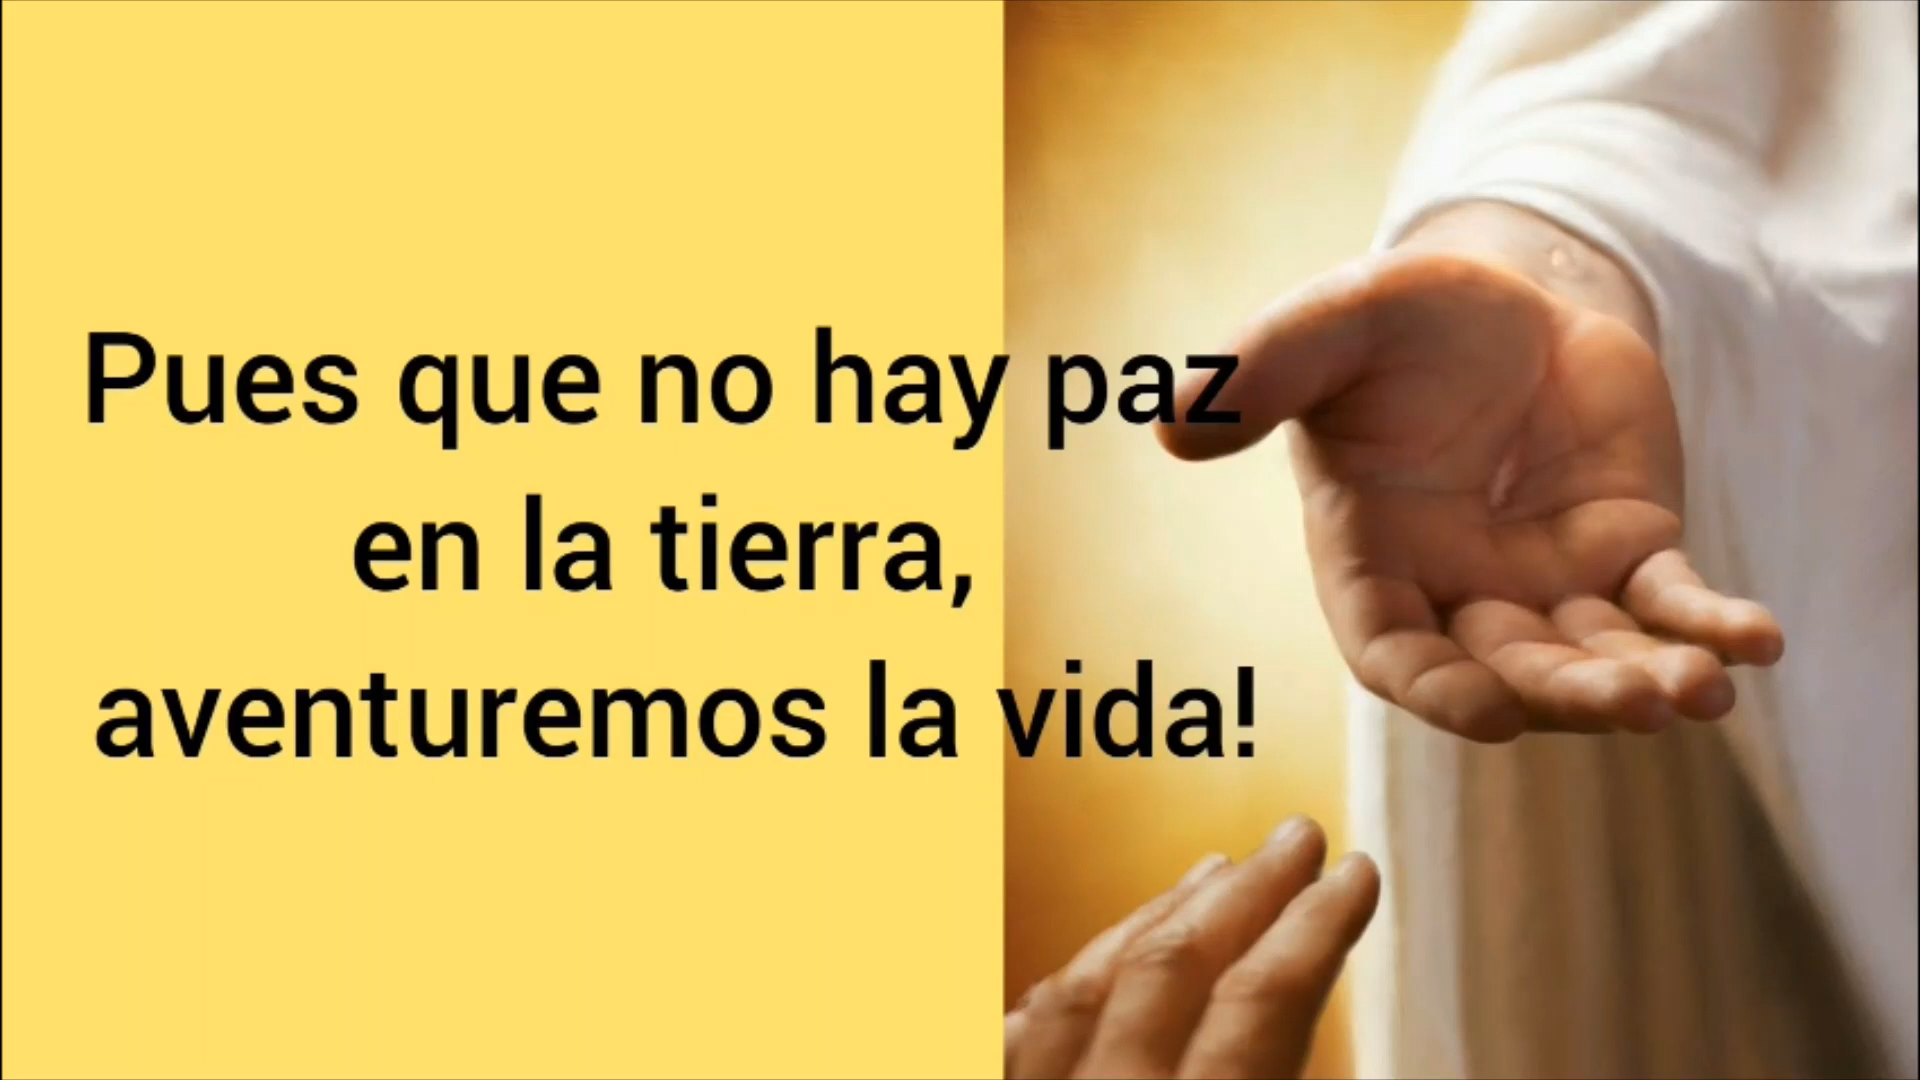 Pues que no hay paz
en la tierra,
aventuremos la vida!